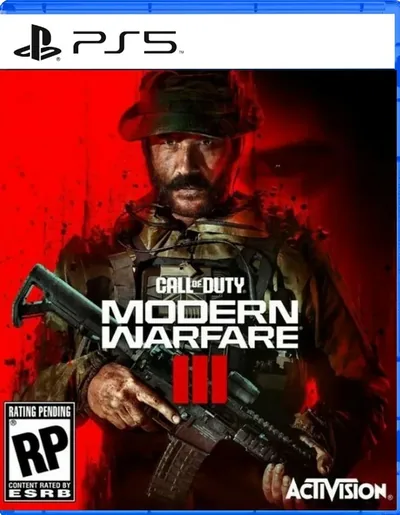 PS5
CALL OF DUTY
MODERN
WARFARE
III
RATING PENDING
RP
CONTENT RATED BY
ESRB
ACTIVISION